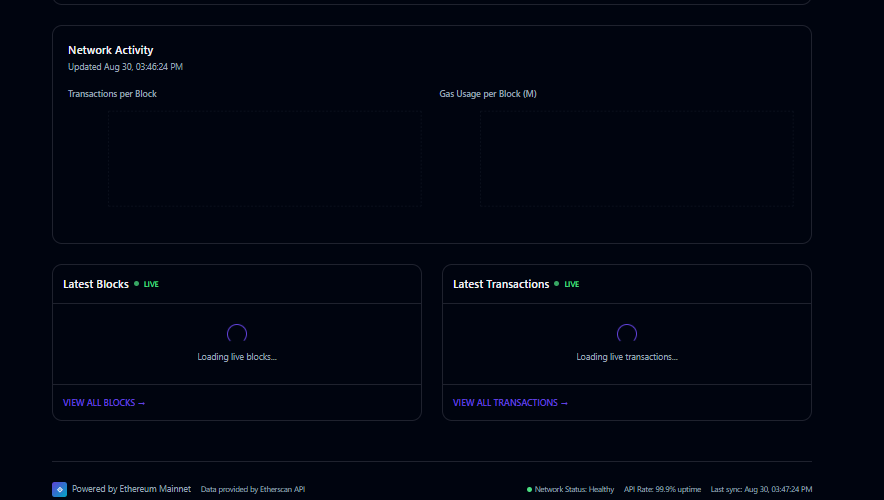 Network Activity
Updated Aug 30, 03:46:24 PM
Transactions per Block
Gas Usage per Block (M)
Latest Blocks LIVE
Loading live blocks...
VIEW ALL BLOCKS →
Latest Transactions LIVE
Loading live transactions...
VIEW ALL TRANSACTIONS →
Powered by Ethereum Mainnet Data provided by Etherscan API
Network Status: Healthy API Rate: 99.9% uptime Last sync: Aug 30, 03:47:24 PM